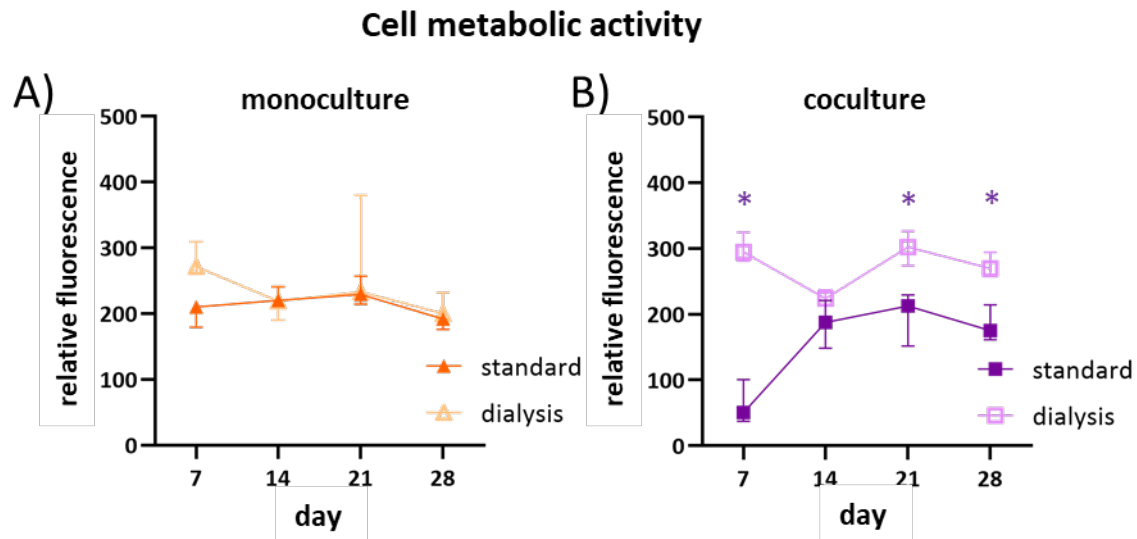 Cell metabolic activity
A)
monoculture
relative fluorescence
500
400
300
200
100
0
7 14 21 28
day
standard
dialysis
B)
coculture
relative fluorescence
500
400
300
200
100
0
* * *
7 14 21 28
day
standard
dialysis